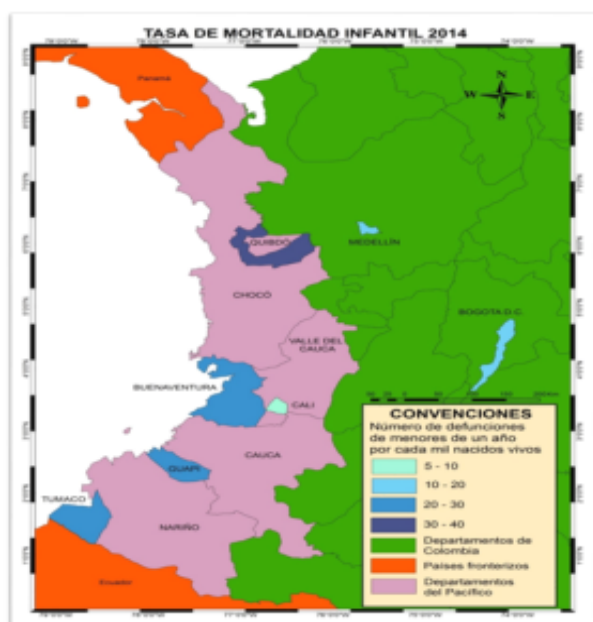 TASA DE MORTALIDAD INFANTIL 2014
Panamá
N
W E
S
QUIBDÓ
MEDELLÍN
CHOCÓ
BOGOTA D.C.
VALLE DEL
CAUCA
BUENAVENTURA
CALI
CAUCA
GUAPI
TUMACO
NARIÑO
Ecuador
CONVENCIONES
Número de defunciones
de menores de un año
por cada mil nacidos vivos
5 - 10
10 - 20
20 - 30
30 - 40
Departamentos de
Colombia
Países fronterizos
Departamentos
del Pacífico